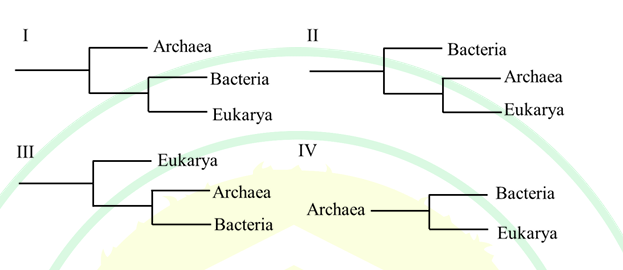 I
Archaea
Bacteria
Eukarya
II
Bacteria
Archaea
Eukarya
III
Eukarya
Archaea
Bacteria
IV
Archaea
Bacteria
Eukarya